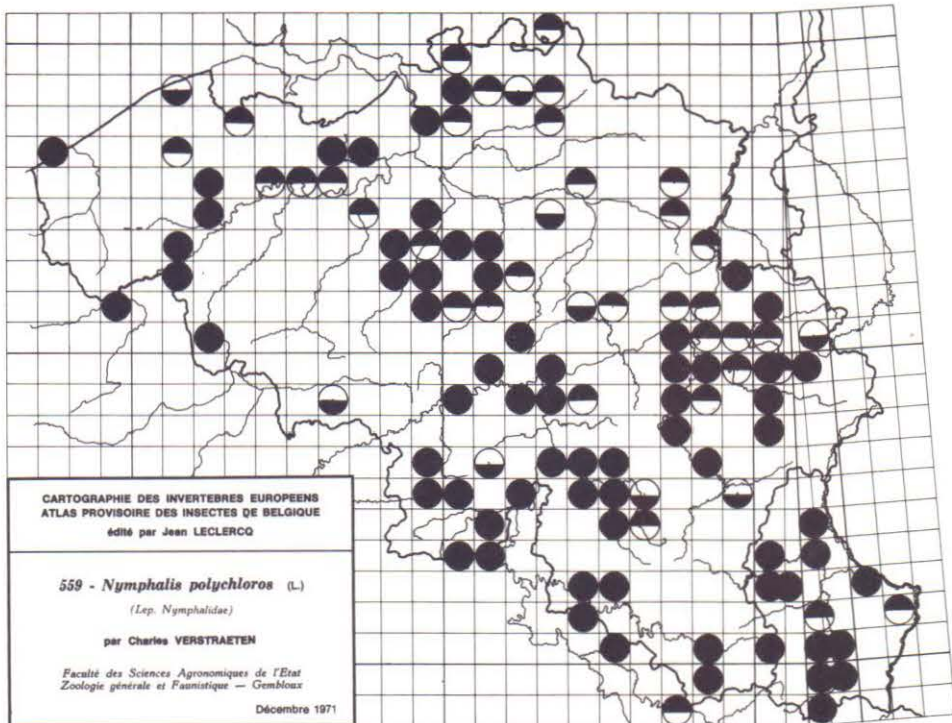 CARTOGRAPHIE DES INVERTEBRES EUROPEENS
ATLAS PROVISOIRE DES INSECTES DE BELGIQUE
édité par Jean LECLERCQ
559 - Nymphalis polychloros (L.)
(Lep. Nymphalidae)
par Charles VERSTRAETEN
Faculté des Sciences Agronomiques de l'Etat
Zoologie générale et Faunistique — Gembloux
Décembre 1971